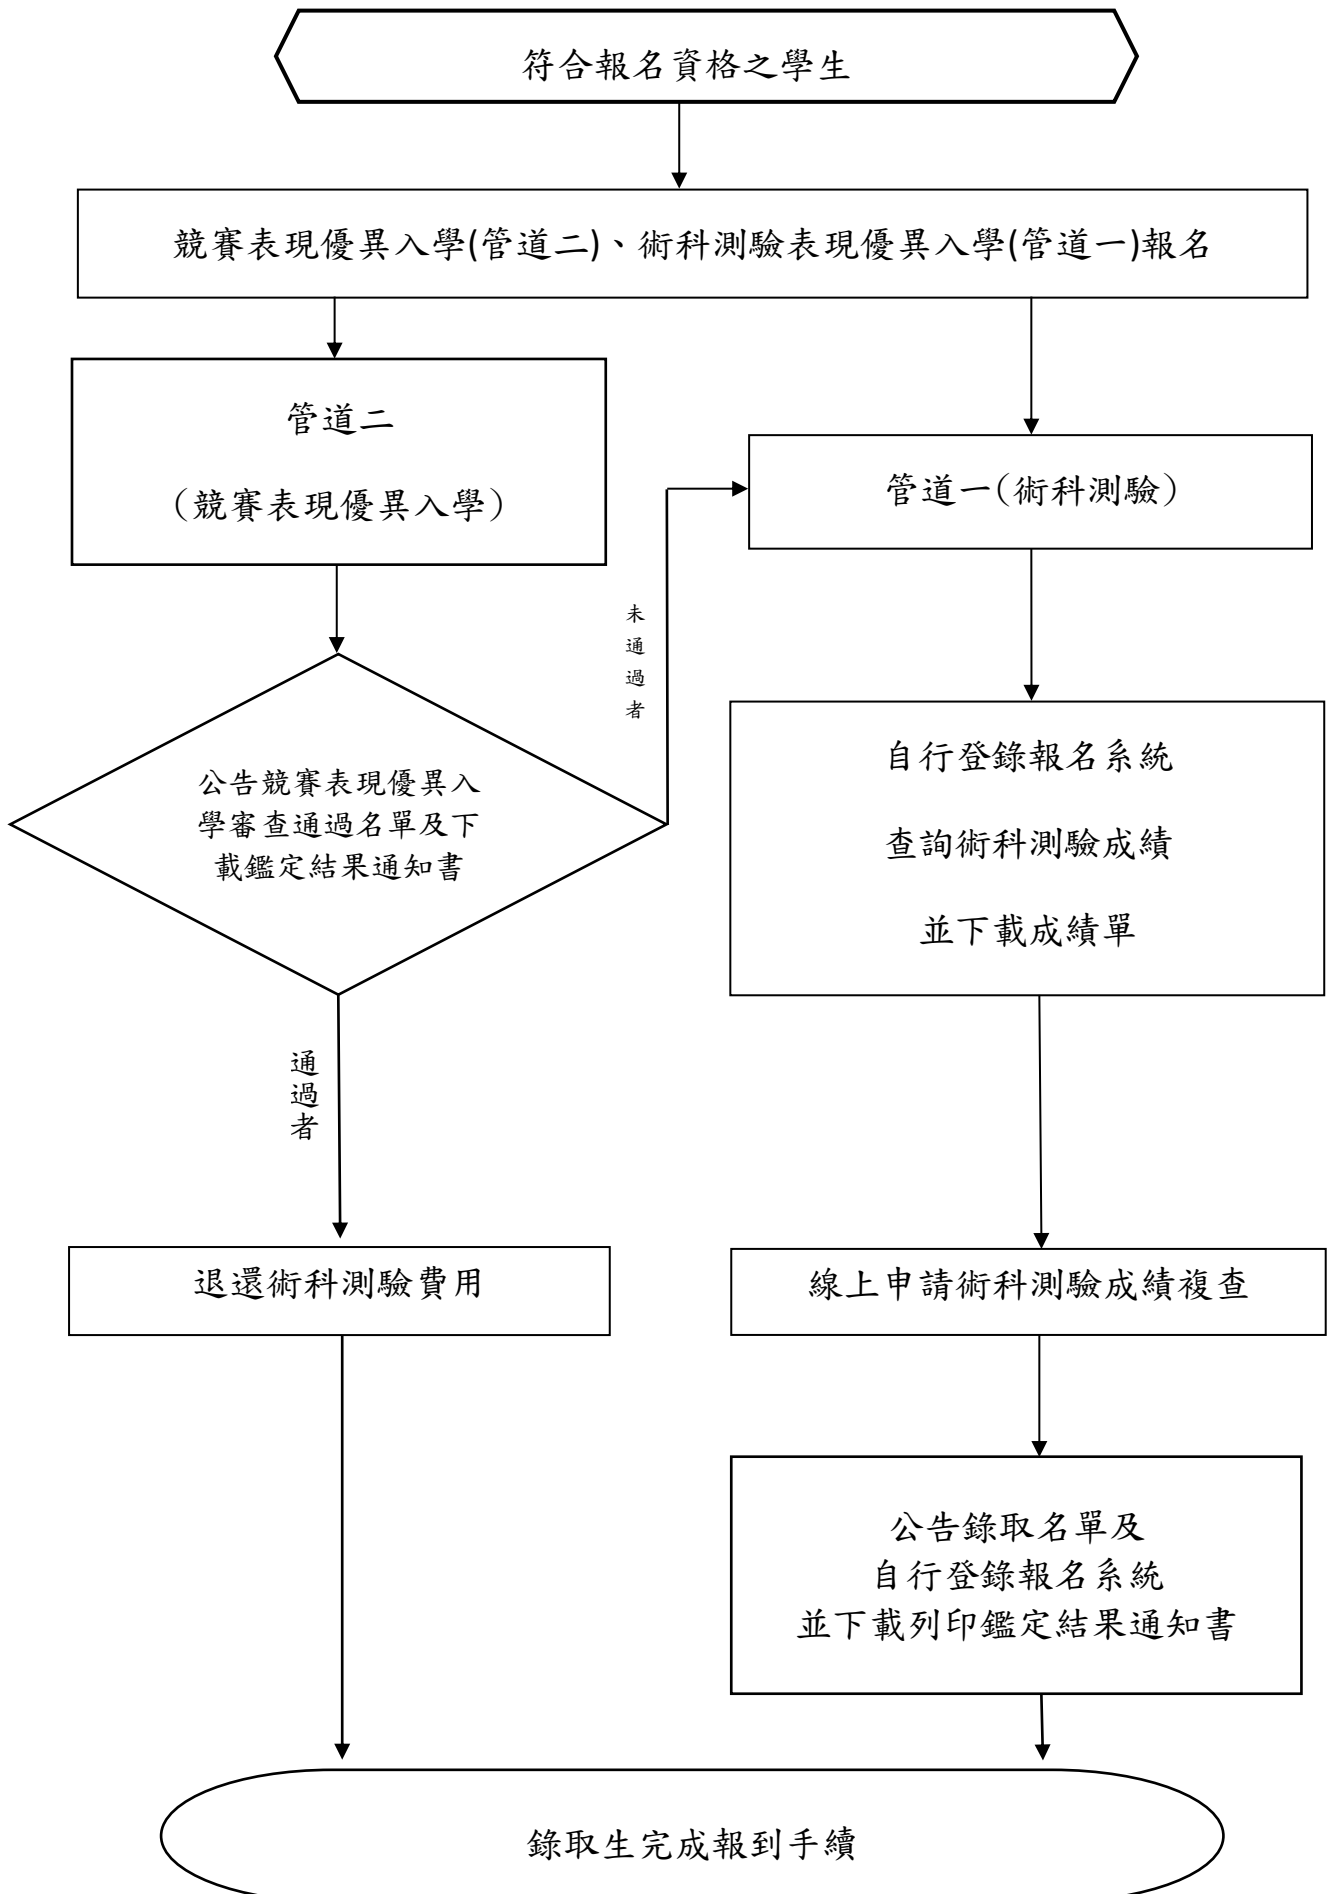 符合報名資格之學生
競賽表現優異入學(管道二)、術科測驗表現優異入學(管道一)報名
管道二
（競賽表現優異入學）
管道一（術科測驗）
未
通
過
者
公告競賽表現優異入
學審查通過名單及下
載鑑定結果通知書
自行登錄報名系統
查詢術科測驗成績
並下載成績單
通
過
者
退還術科測驗費用
線上申請術科測驗成績複查
公告錄取名單及
自行登錄報名系統
並下載列印鑑定結果通知書
錄取生完成報到手續